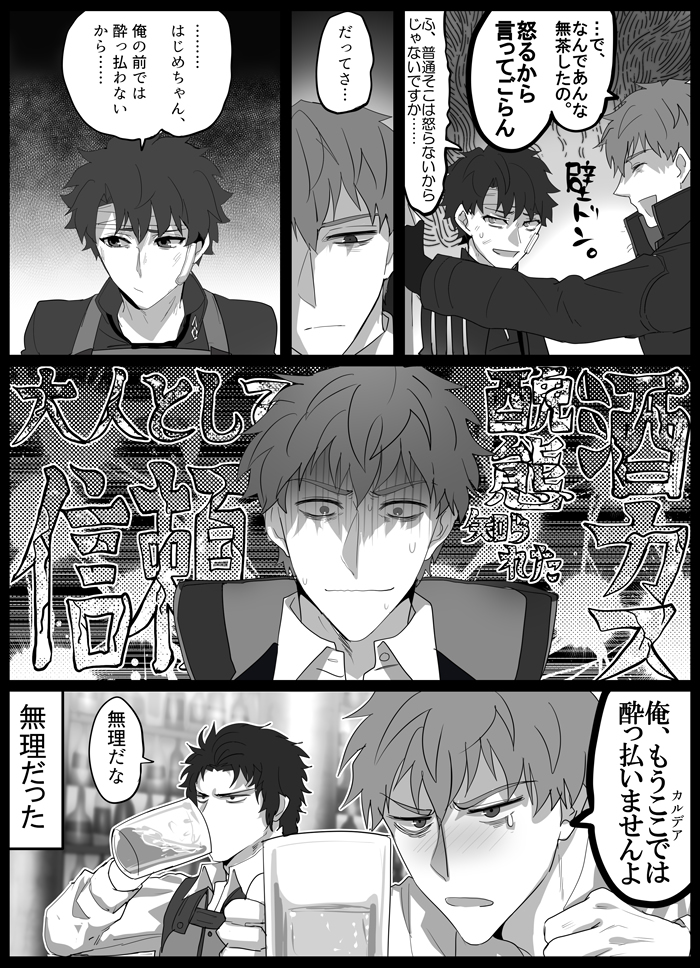 …で、
なんであんな
無茶したの。
怒るから
言ってごらん
壁ドン。
ふ、普通そこは怒らないから
じゃないですか……
だってさ…
………
はじめちゃん、
俺の前では
酔っ払わない
から……
酒カス
醜態
知ら
れた
大人として
信頼
俺、もうここでは
カルデア
酔っ払いませんよ
無理だな
無理だった